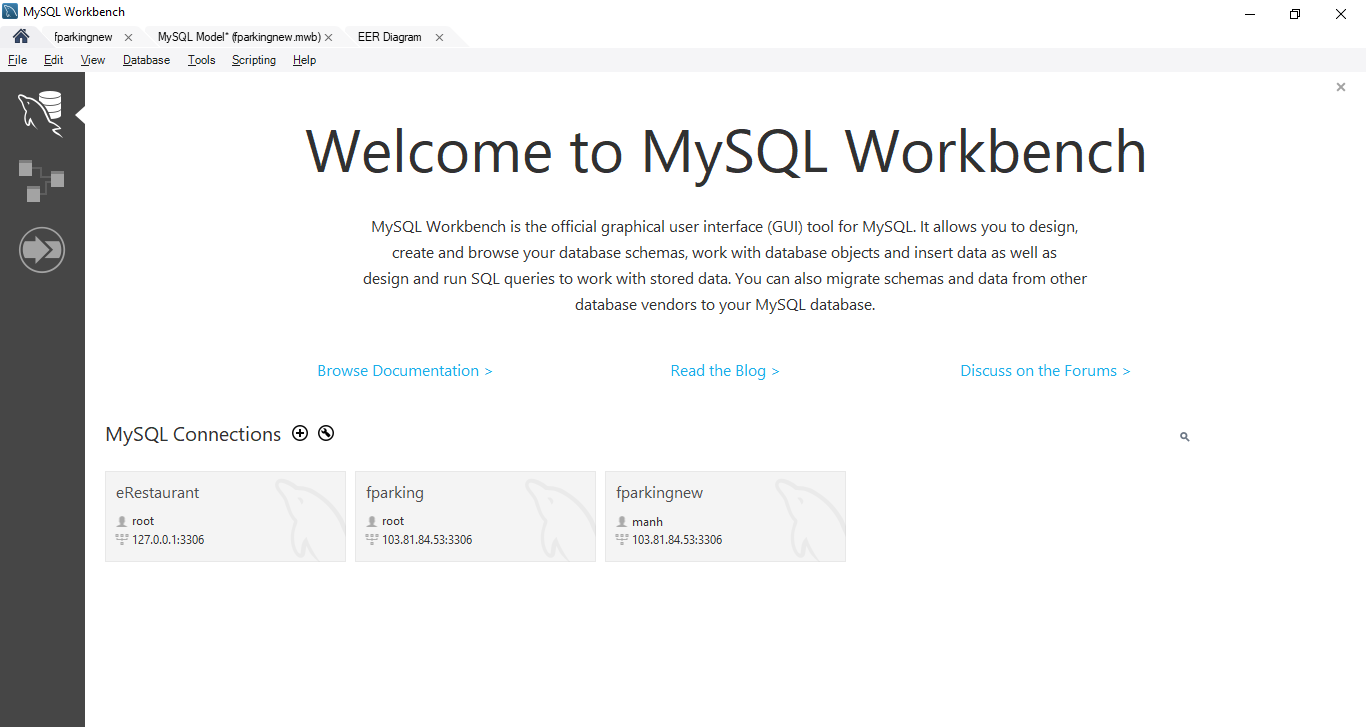 MySQL Workbench
fparkingnew
MySQL Model* (fparkingnew.mwb)
EER Diagram
File Edit View Database Tools Scripting Help
Welcome to MySQL Workbench
MySQL Workbench is the official graphical user interface (GUI) tool for MySQL. It allows you to design,
create and browse your database schemas, work with database objects and insert data as well as
design and run SQL queries to work with stored data. You can also migrate schemas and data from other
database vendors to your MySQL database.
Browse Documentation >
Read the Blog >
Discuss on the Forums >
MySQL Connections
eRestaurant
root
127.0.0.1:3306
fparking
root
103.81.84.53:3306
fparkingnew
manh
103.81.84.53:3306